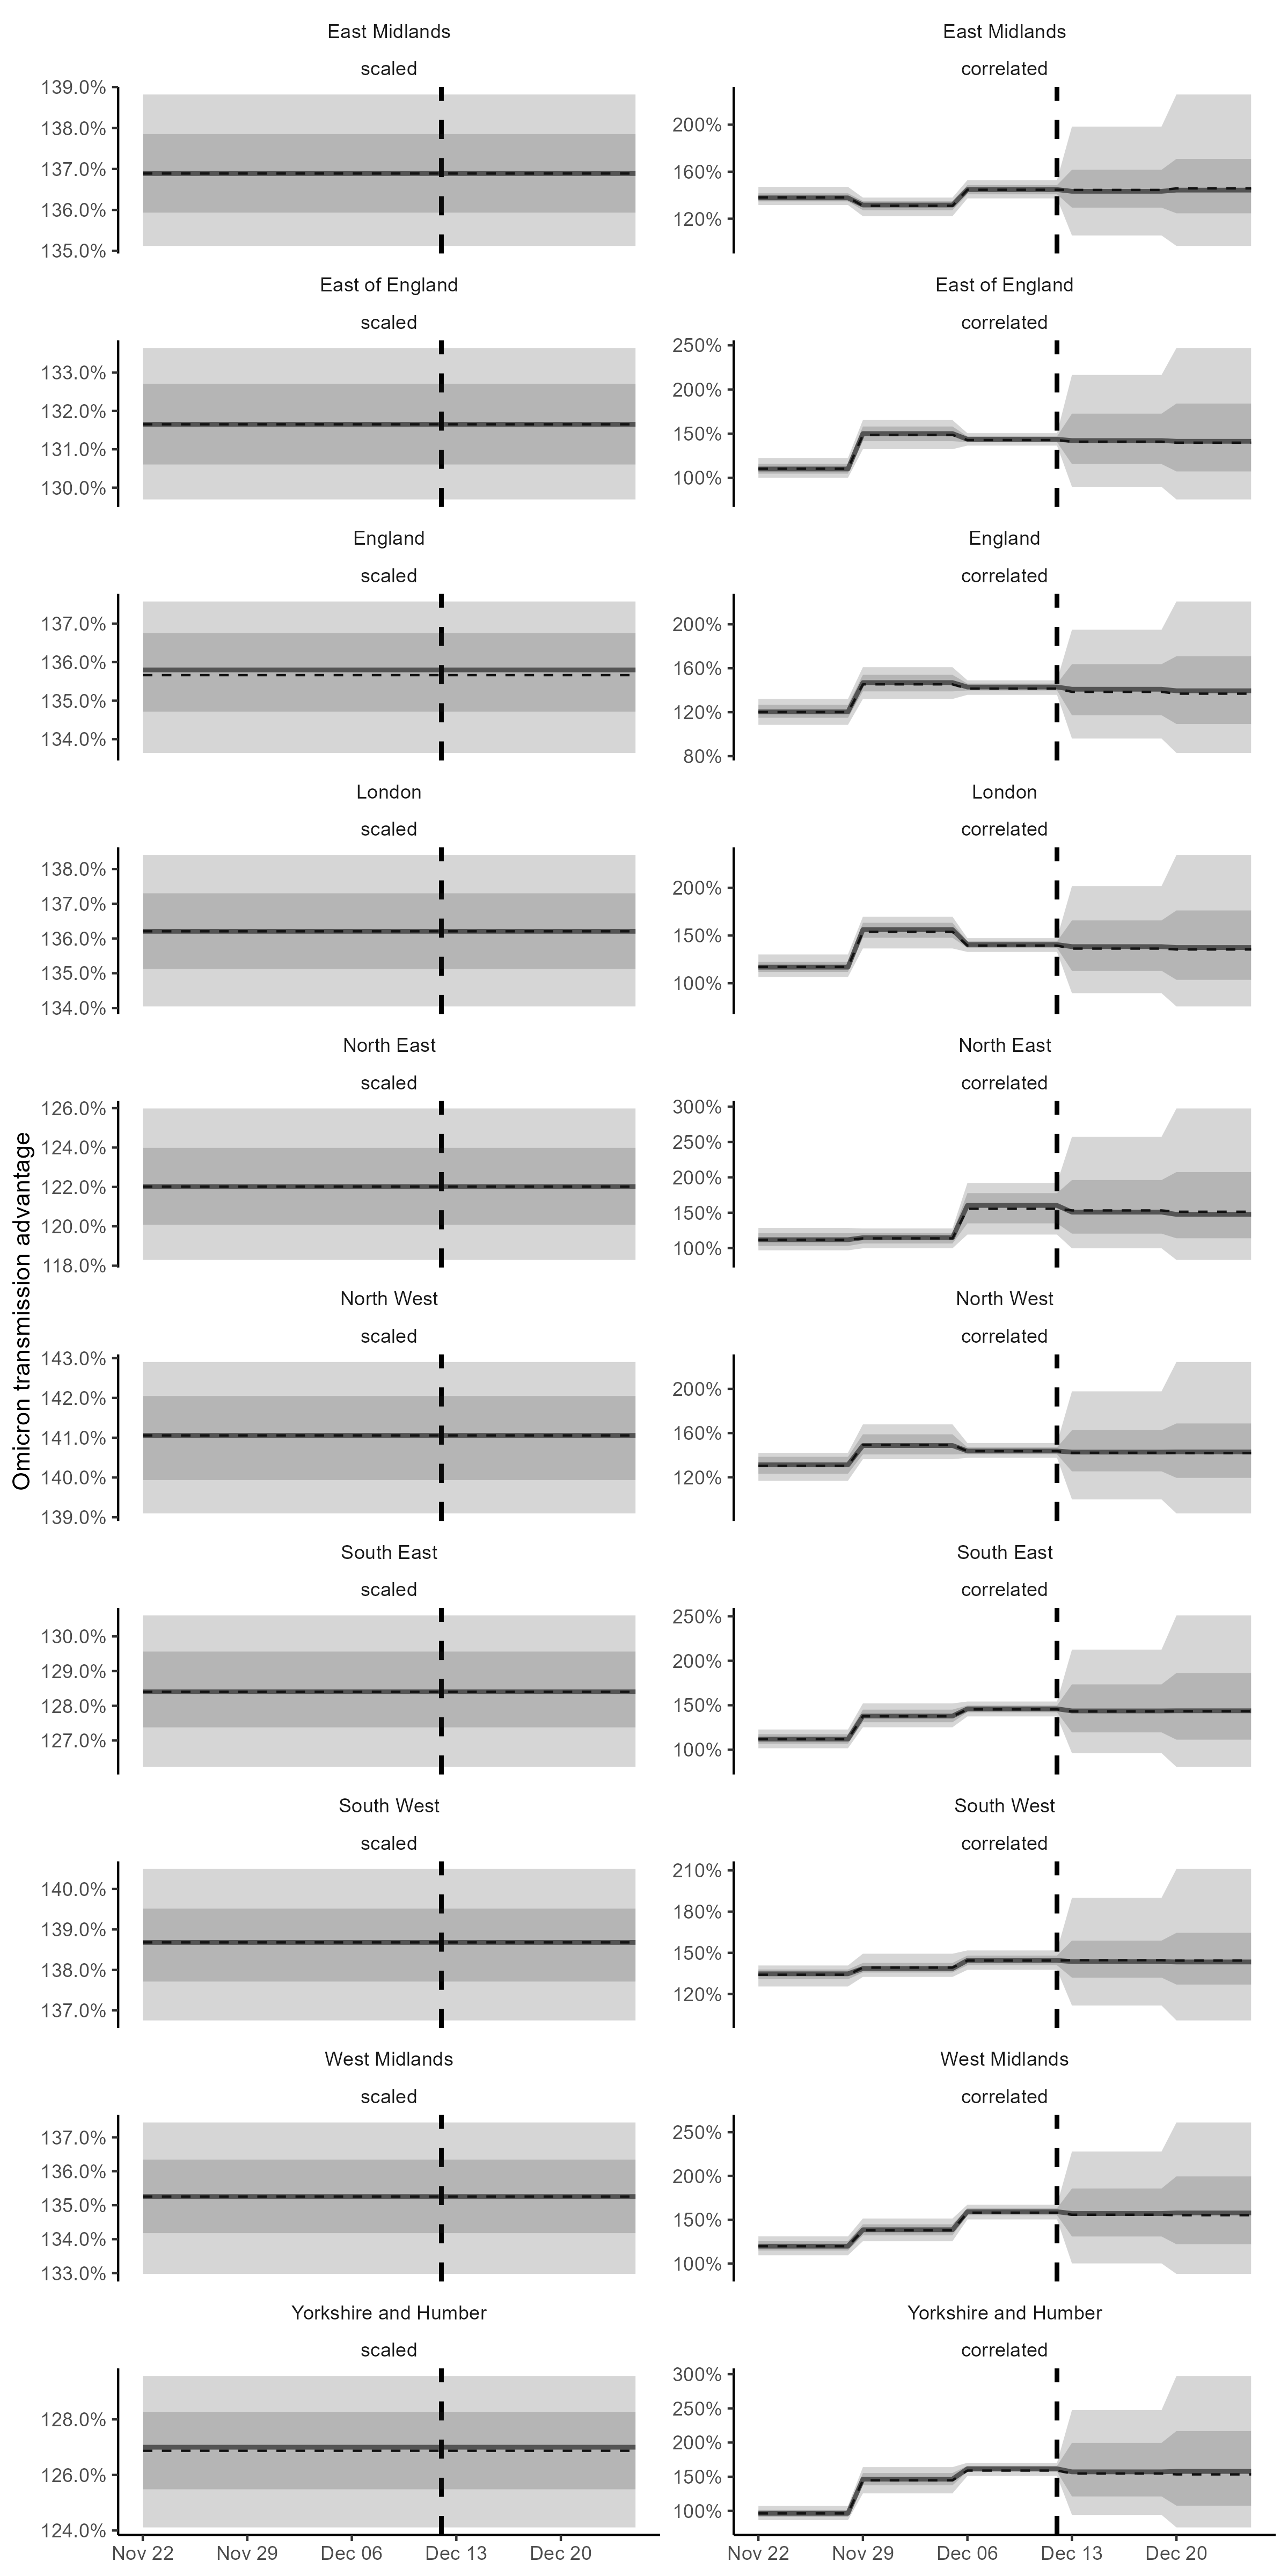 Omicron transmission advantage
East Midlands
scaled
139.0%
138.0%
137.0%
136.0%
135.0%
East Midlands
correlated
200%
160%
120%
East of England
scaled
133.0%
132.0%
131.0%
130.0%
East of England
correlated
250%
200%
150%
100%
England
scaled
137.0%
136.0%
135.0%
134.0%
England
correlated
200%
160%
120%
80%
London
scaled
138.0%
137.0%
136.0%
135.0%
134.0%
London
correlated
200%
150%
100%
North East
scaled
126.0%
124.0%
122.0%
120.0%
118.0%
North East
correlated
300%
250%
200%
150%
100%
North West
scaled
143.0%
142.0%
141.0%
140.0%
139.0%
North West
correlated
200%
160%
120%
South East
scaled
130.0%
129.0%
128.0%
127.0%
South East
correlated
250%
200%
150%
100%
South West
scaled
140.0%
139.0%
138.0%
137.0%
South West
correlated
210%
180%
150%
120%
West Midlands
scaled
137.0%
136.0%
135.0%
134.0%
133.0%
West Midlands
correlated
250%
200%
150%
100%
Yorkshire and Humber
scaled
128.0%
126.0%
124.0%
Yorkshire and Humber
correlated
300%
250%
200%
150%
100%
Nov 22 Nov 29 Dec 06 Dec 13 Dec 20
Nov 22 Nov 29 Dec 06 Dec 13 Dec 20